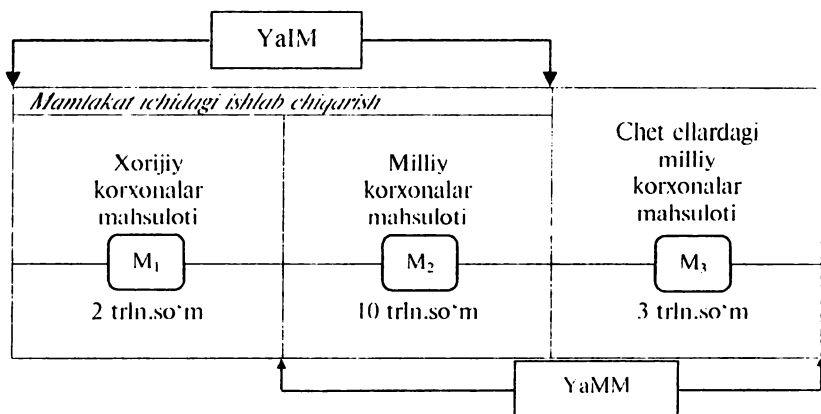 YaIM
Mamlakat ichidagi ishlab chiqarish
Xorijiy
korxonalar
mahsuloti
M₁
2 trln.so‘m
Milliy
korxonalar
mahsuloti
M₂
10 trln.so‘m
Chet ellardagi
milliy
korxonalar
mahsuloti
M₃
3 trln.so‘m
YaMM